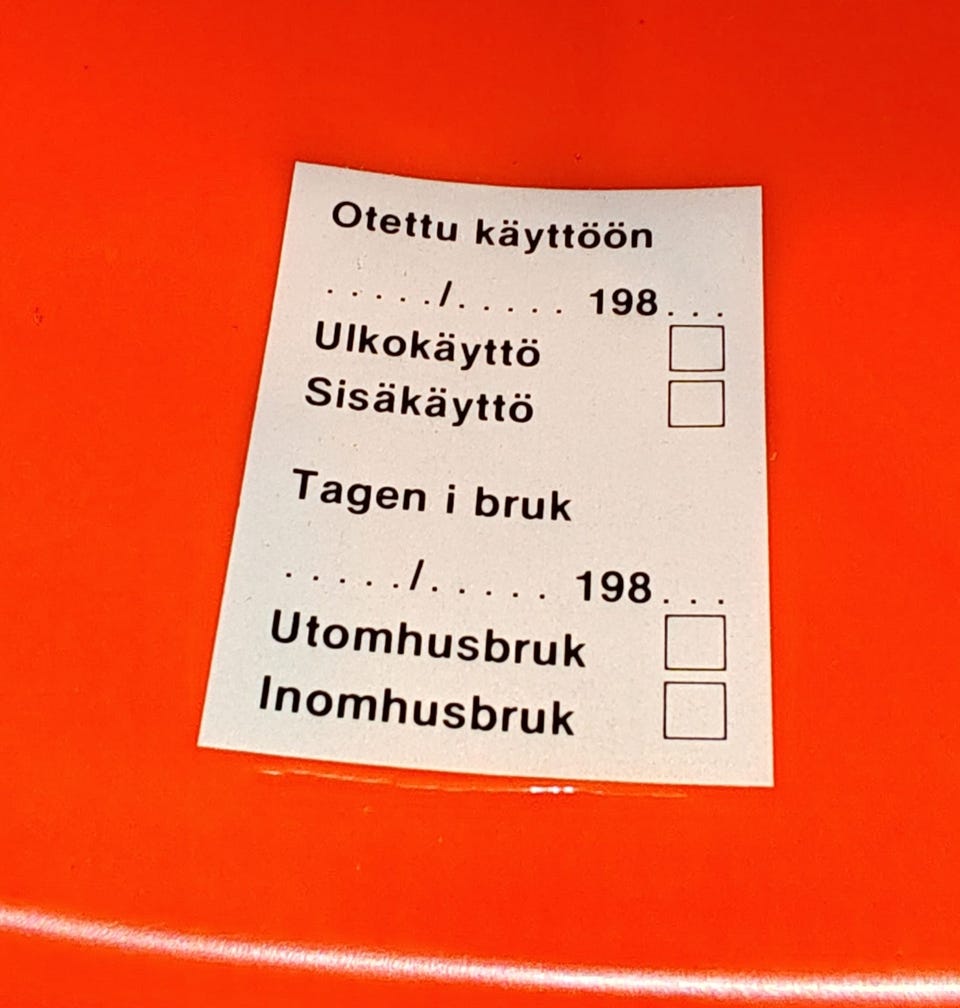 Otettu käyttöön
...../..... 198...
Ulkokäyttö
Sisäkäyttö
Tagen i bruk
...../..... 198...
Utomhusbruk
Inomhusbruk